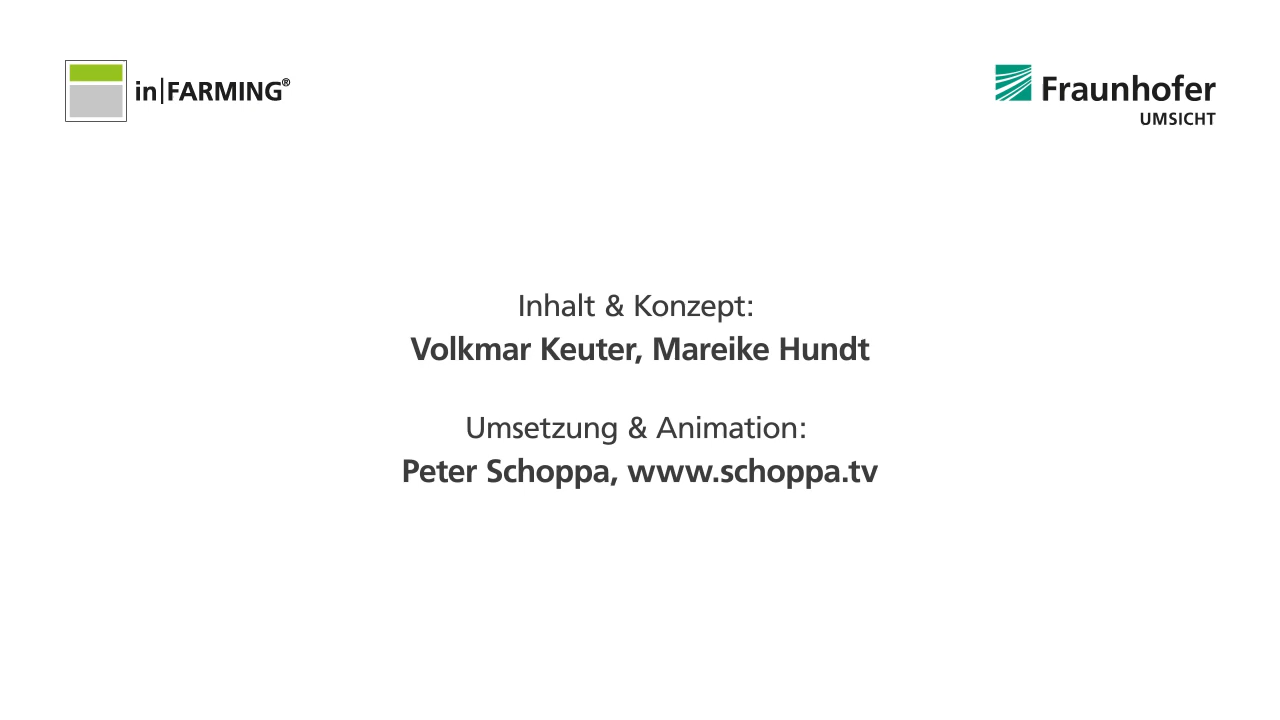 in|FARMING®
Fraunhofer
UMSICHT
Inhalt & Konzept:
Volkmar Keuter, Mareike Hundt
Umsetzung & Animation:
Peter Schoppa, www.schoppa.tv